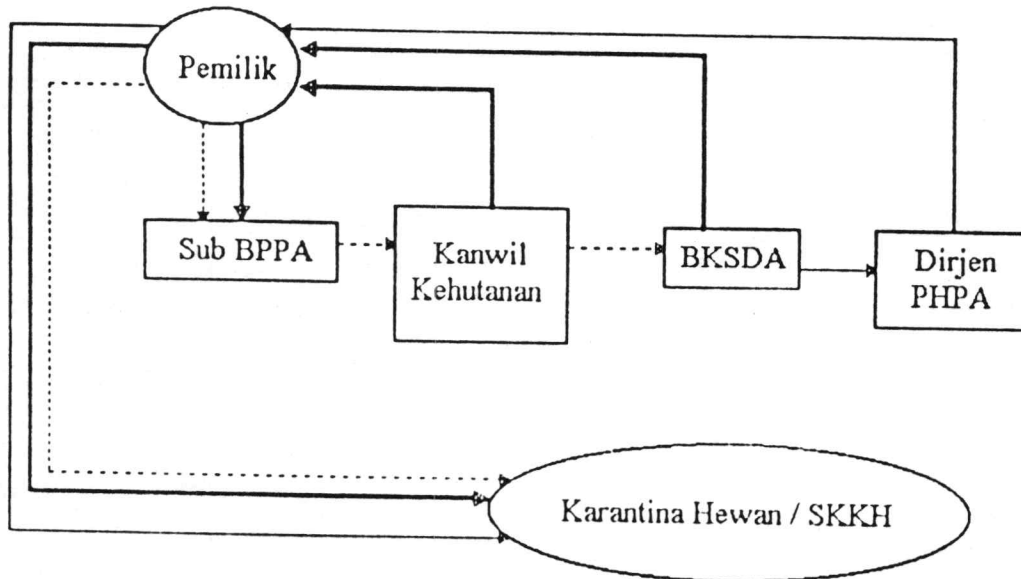 Pemilik
Sub BPPA
Kanwil
Kehutanan
BKSDA
Dirjen
PHPA
Karantina Hewan / SKKH